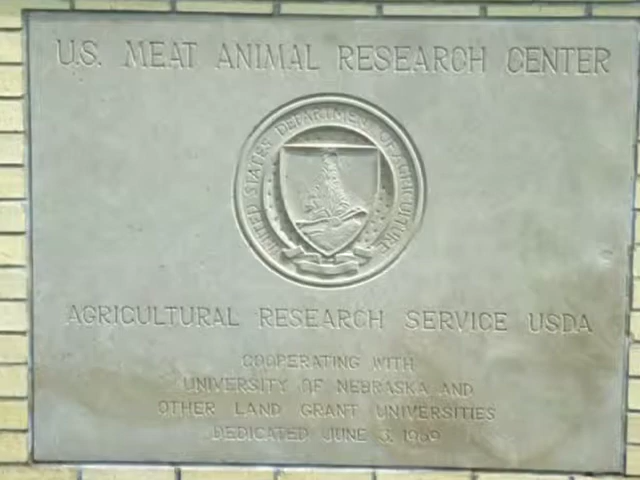 U.S. MEAT ANIMAL RESEARCH CENTER
UNITED STATES DEPARTMENT OF AGRICULTURE
AGRICULTURAL RESEARCH SERVICE USDA
COOPERATING WITH
UNIVERSITY OF NEBRASKA AND
OTHER LAND GRANT UNIVERSITIES
DEDICATED JUNE 3, 1969